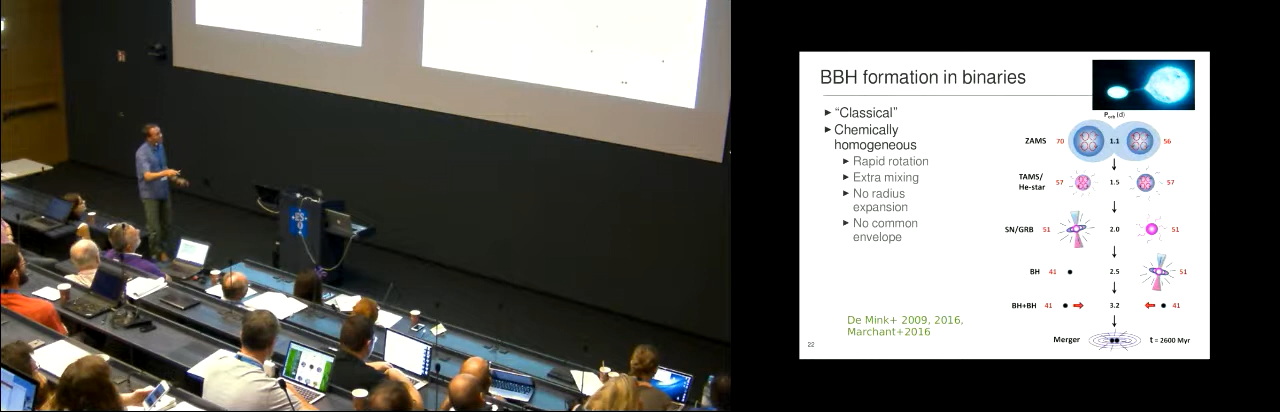 BBH formation in binaries
"Classical"
Chemically
homogeneous
Rapid rotation
Extra mixing
No radius
expansion
No common
envelope
De Mink+ 2009, 2016,
Marchant+2016
22
Porb (d)
ZAMS 70 1.1 56
TAMS/
He-star 57 1.5 57
SN/GRB 51 2.0 51
BH 41 2.5 51
BH+BH 41 3.2 41
Merger t = 2600 Myr